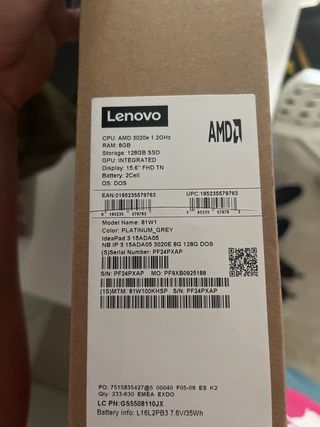 Lenovo
AMD
CPU: AMD 3020e 1.2GHz
RAM: 8GB
Storage: 128GB SSD
GPU: INTEGRATED
Display: 15.6" FHD TN
Battery: 2Cell
OS: DOS
EAN:0195235579763 UPC:195235579763
Model Name: 81W1
Color: PLATINUM_GREY
IdeaPad 3 15ADA05
NB IP 3 15ADA05 3020E 8G 128G DOS
(S)Serial Number: PF24PXAP
S/N: PF24PXAP MO: PF9XB0925188
(1S)MTM: 81W100KHSP S/N: PF24PXAP
PO: 7515835427@5 00040 F05-08 ES K2
Qty: 233-630 EMEA EXDO
LC PN:GS5508110JX
Battery info: L16L2PB3 7.6V/35Wh